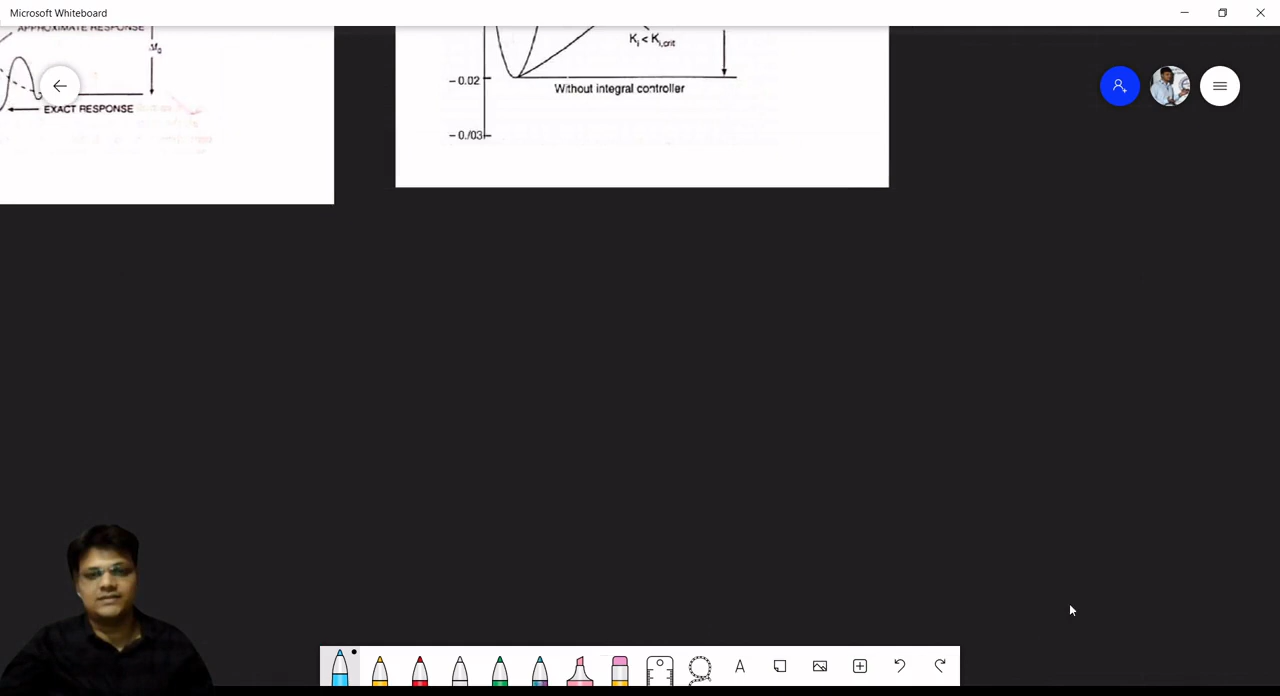 Microsoft Whiteboard
APPROXIMATE RESPONSE
EXACT RESPONSE
Ki < Ki,crit
– 0.02
Without integral controller
– 0./03